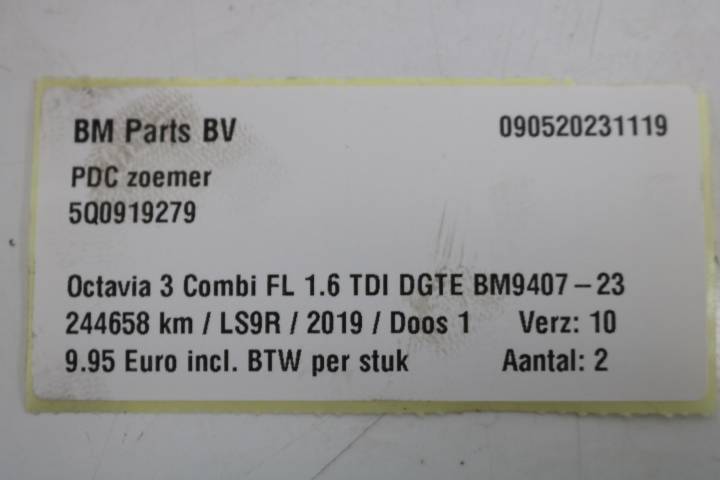 BM Parts BV 090520231119
PDC zoemer
5Q0919279
Octavia 3 Combi FL 1.6 TDI DGTE BM9407-23
244658 km / LS9R / 2019 / Doos 1 Verz: 10
9.95 Euro incl. BTW per stuk Aantal: 2